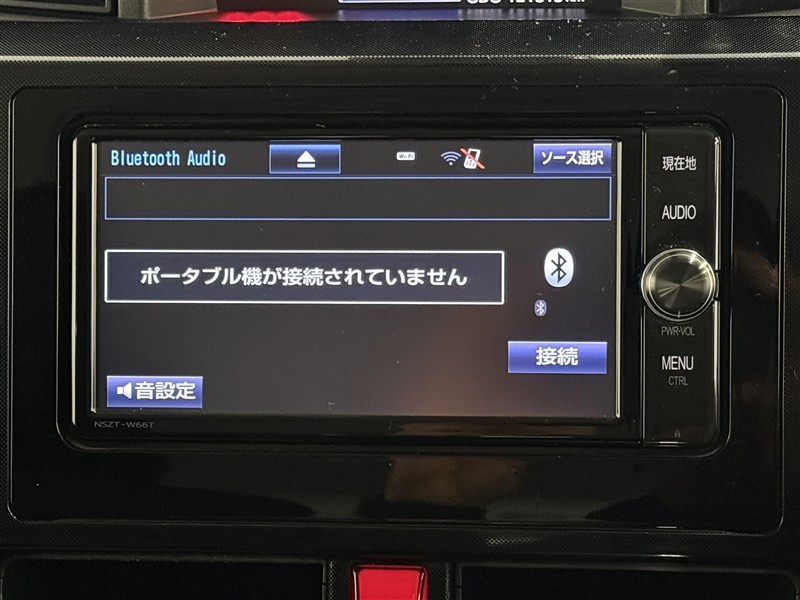 Bluetooth Audio
Wi-Fi
ソース選択
現在地
AUDIO
ポータブル機が接続されていません
PWR-VOL
接続
MENU
CTRL
音設定
NSZT-W66T